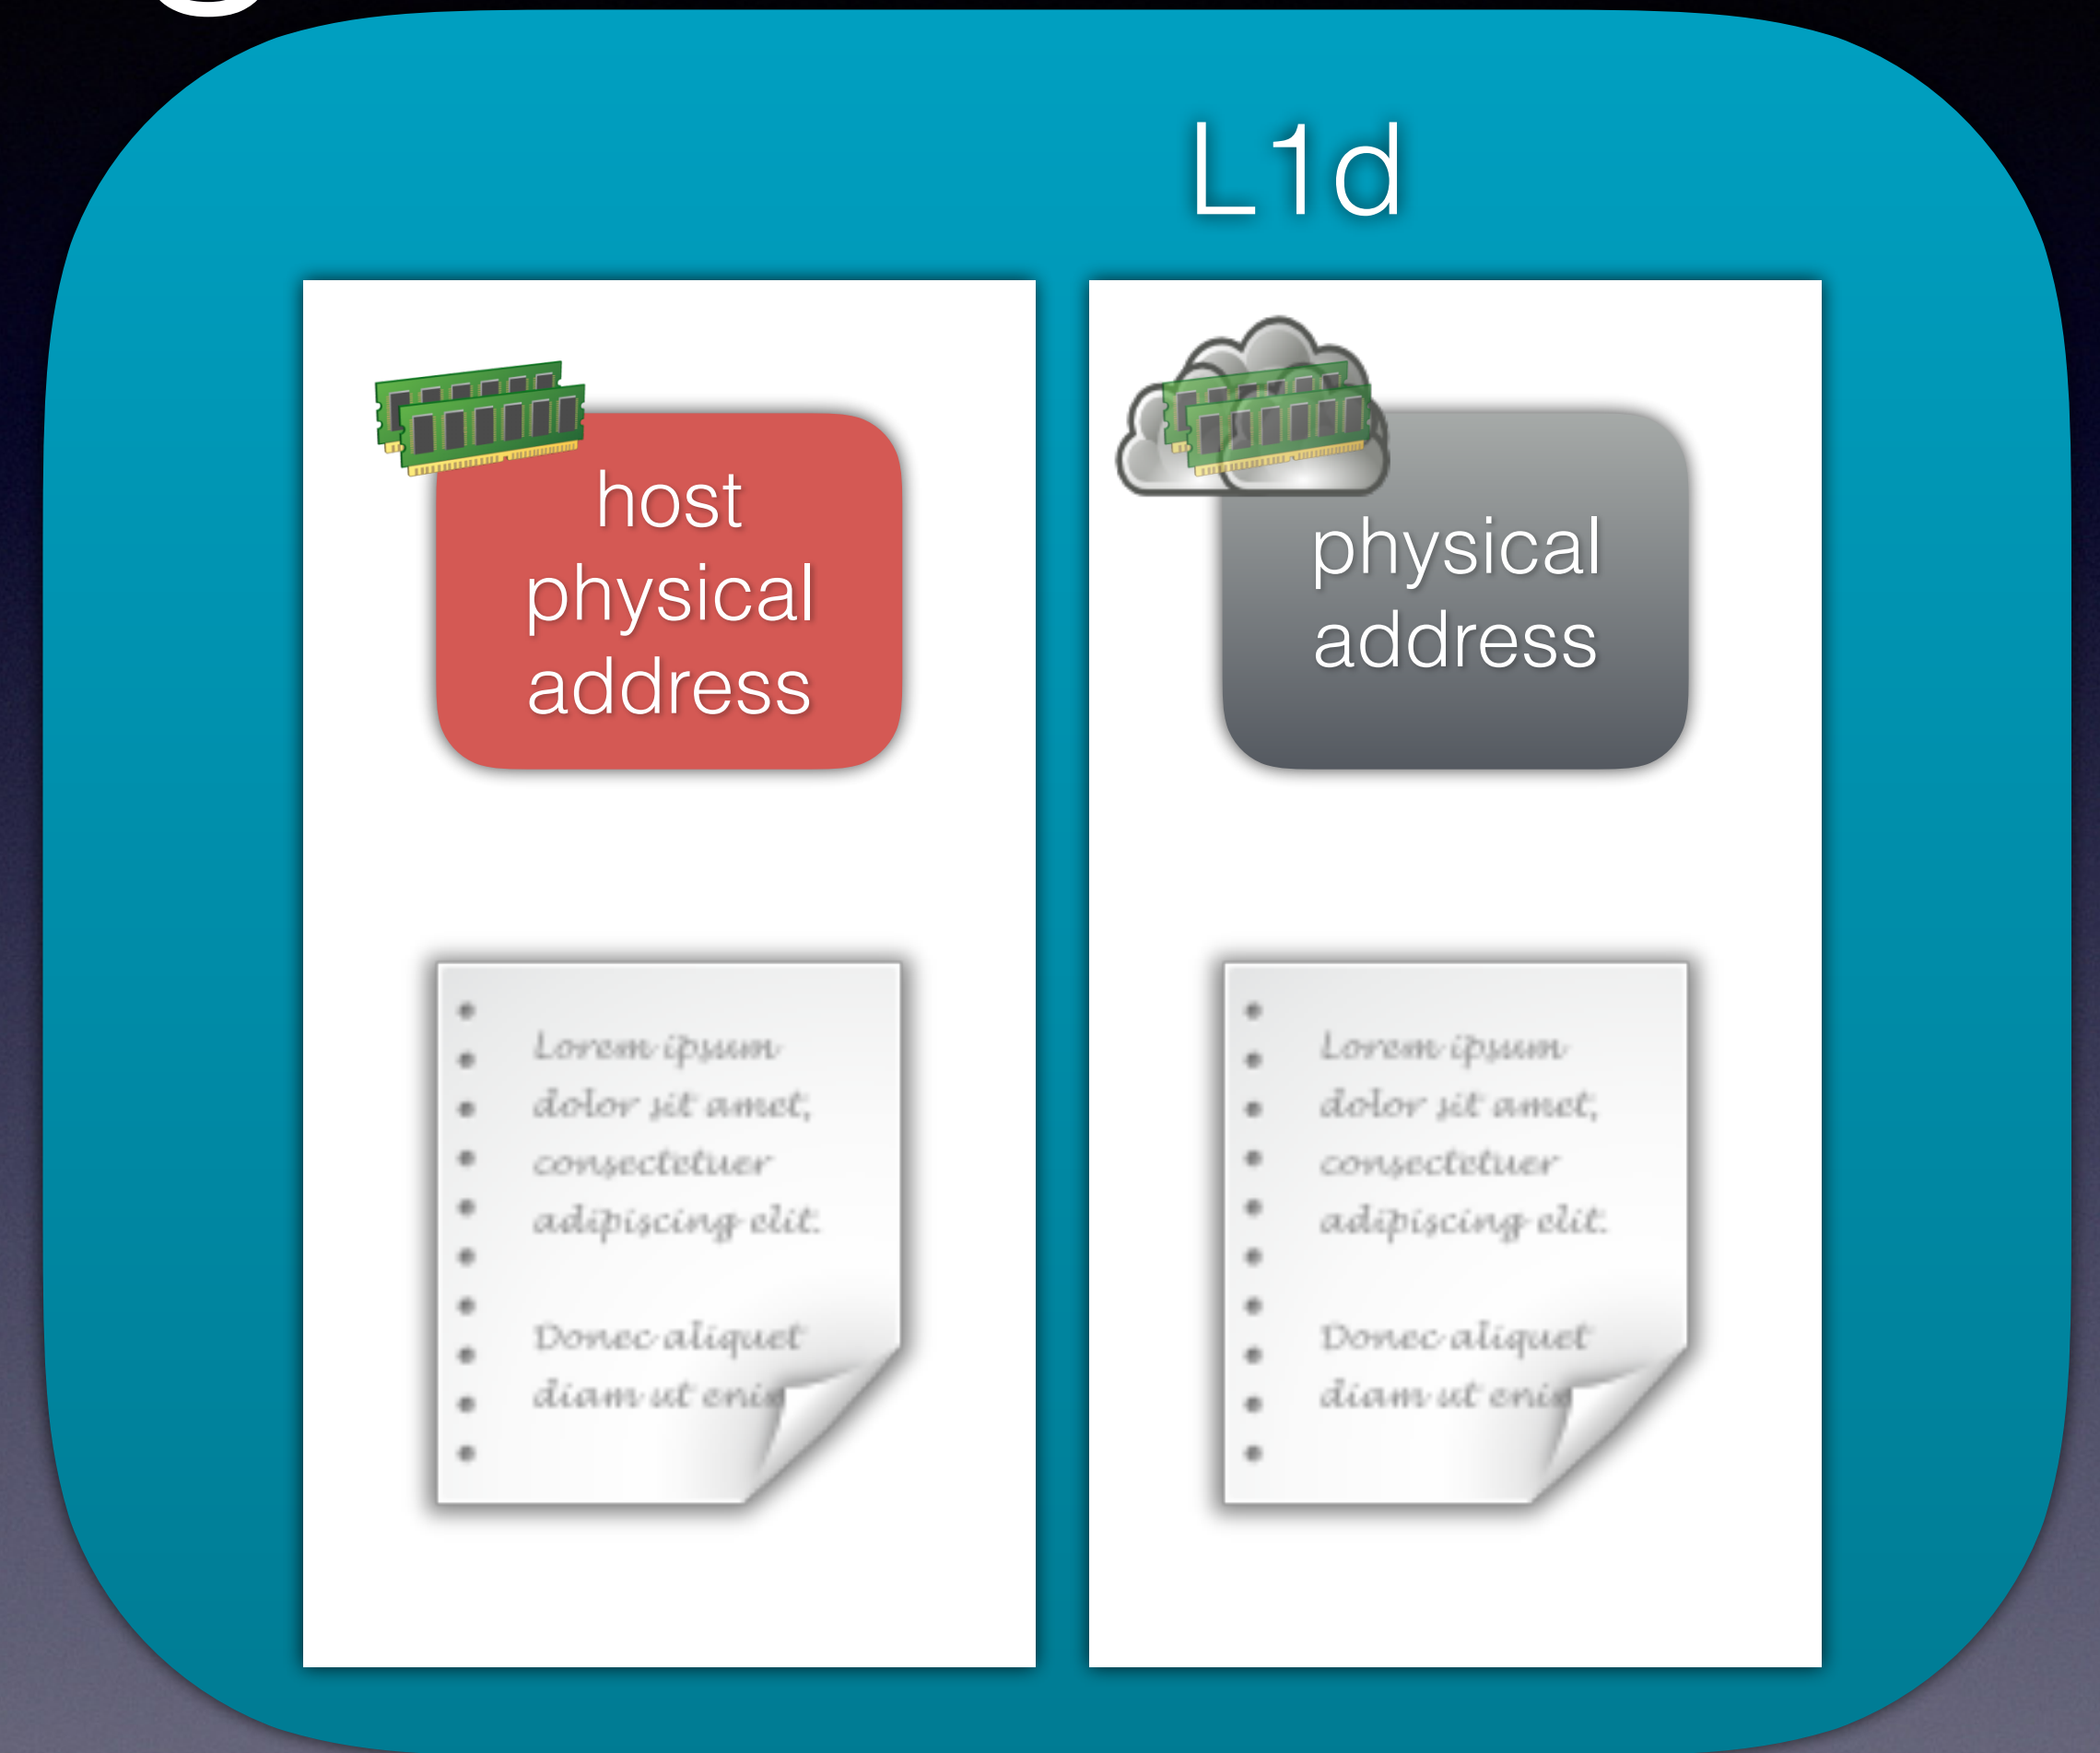 L1d
host
physical
address
physical
address
Lorem ipsum
dolor sit amet,
consectetuer
adipiscing elit.
Donec aliquet
diam ut
Lorem ipsum
dolor sit amet,
consectetuer
adipiscing elit.
Donec aliquet
diam ut